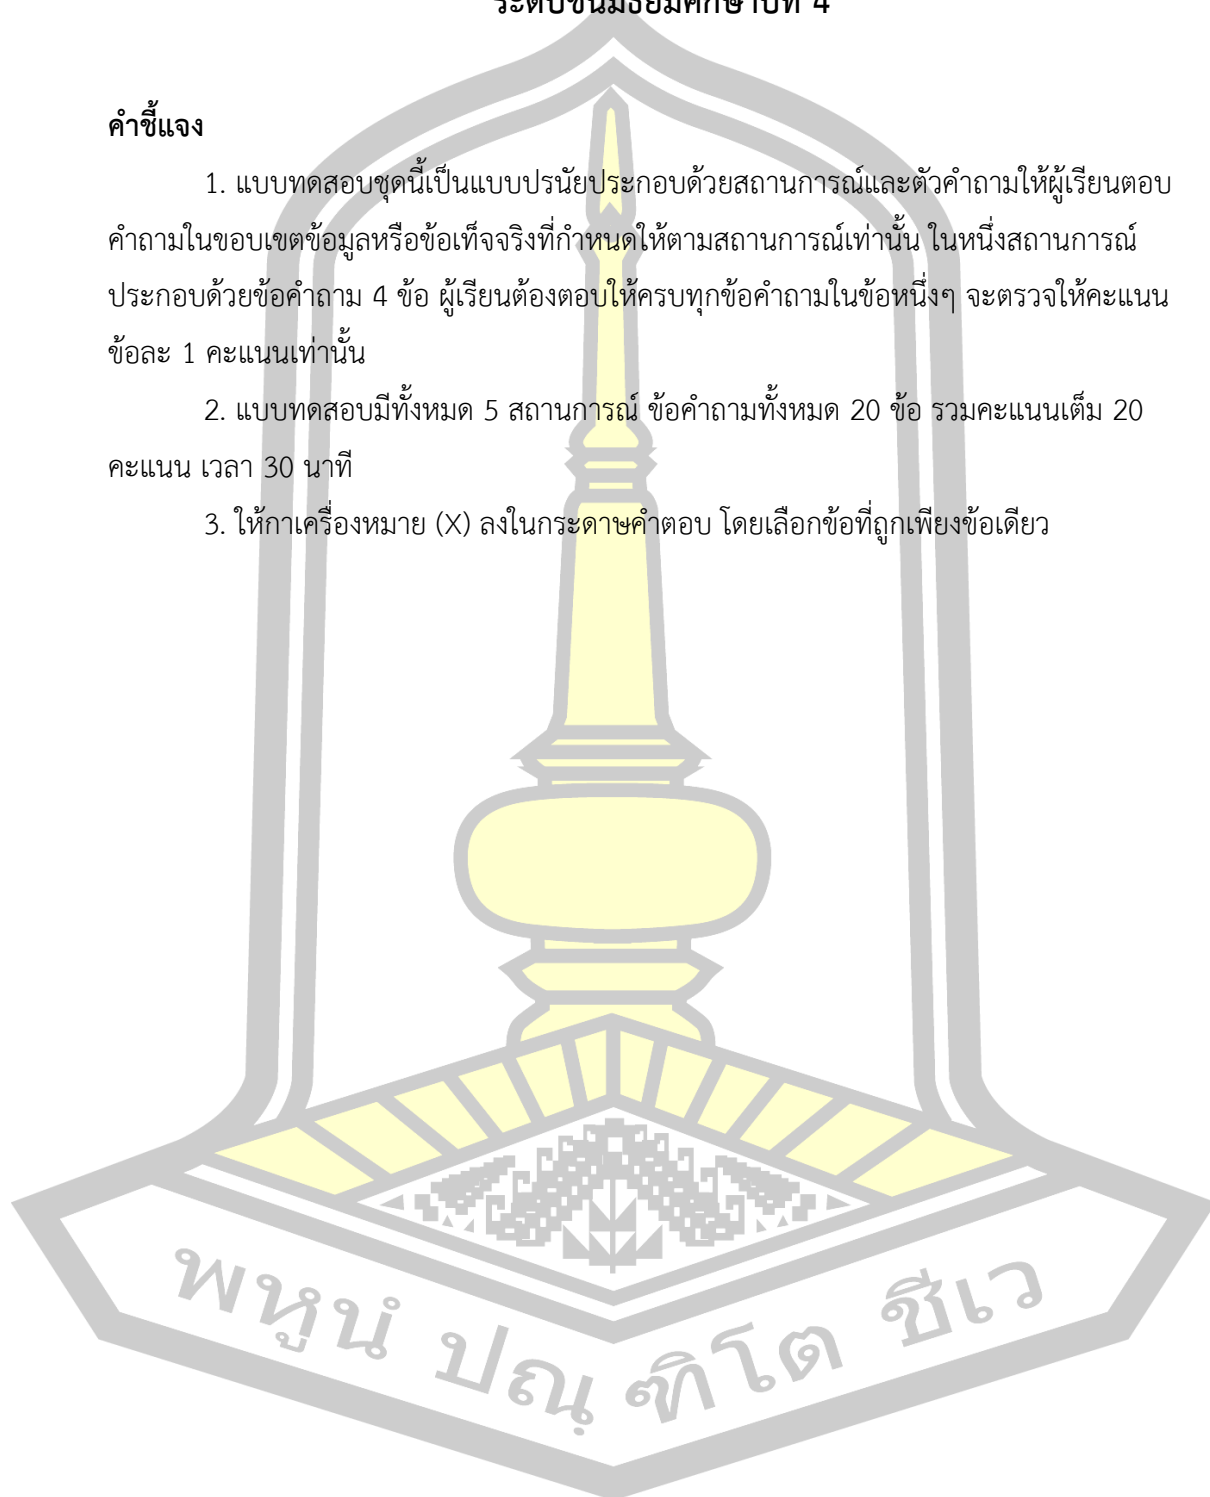 ระดับชั้นมัธยมศึกษาปีที่ 4
คำชี้แจง
1. แบบทดสอบชุดนี้เป็นแบบปรนัยประกอบด้วยสถานการณ์และตัวคำถามให้ผู้เรียนตอบ
คำถามในขอบเขตข้อมูลหรือข้อเท็จจริงที่กำหนดให้ตามสถานการณ์เท่านั้น ในหนึ่งสถานการณ์
ประกอบด้วยข้อคำถาม 4 ข้อ ผู้เรียนต้องตอบให้ครบทุกข้อคำถามในข้อหนึ่งๆ จะตรวจให้คะแนน
ข้อละ 1 คะแนนเท่านั้น
2. แบบทดสอบมีทั้งหมด 5 สถานการณ์ ข้อคำถามทั้งหมด 20 ข้อ รวมคะแนนเต็ม 20
คะแนน เวลา 30 นาที
3. ให้กาเครื่องหมาย (X) ลงในกระดาษคำตอบ โดยเลือกข้อที่ถูกเพียงข้อเดียว
พหูนํ ปณฺฑิโต ชีเว